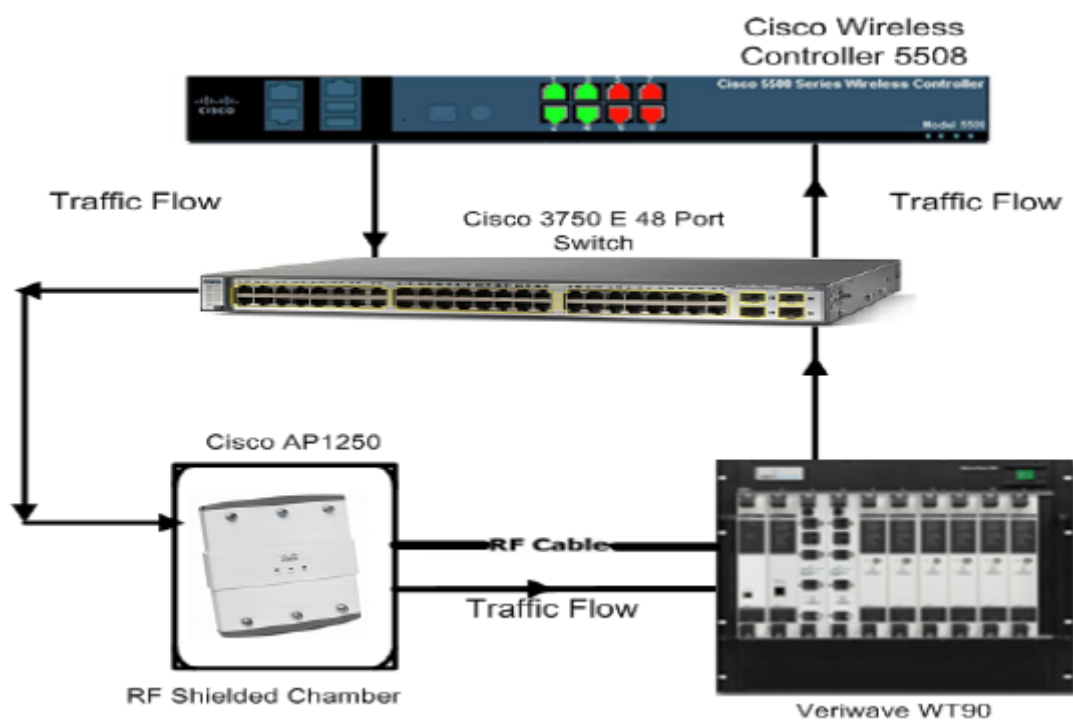 Cisco Wireless
Controller 5508
CISCO
Cisco 5500 Series Wireless Controller
Model 5508
Traffic Flow
Traffic Flow
Cisco 3750 E 48 Port
Switch
Cisco AP1250
RF Cable
Traffic Flow
RF Shielded Chamber
Veriwave WT90